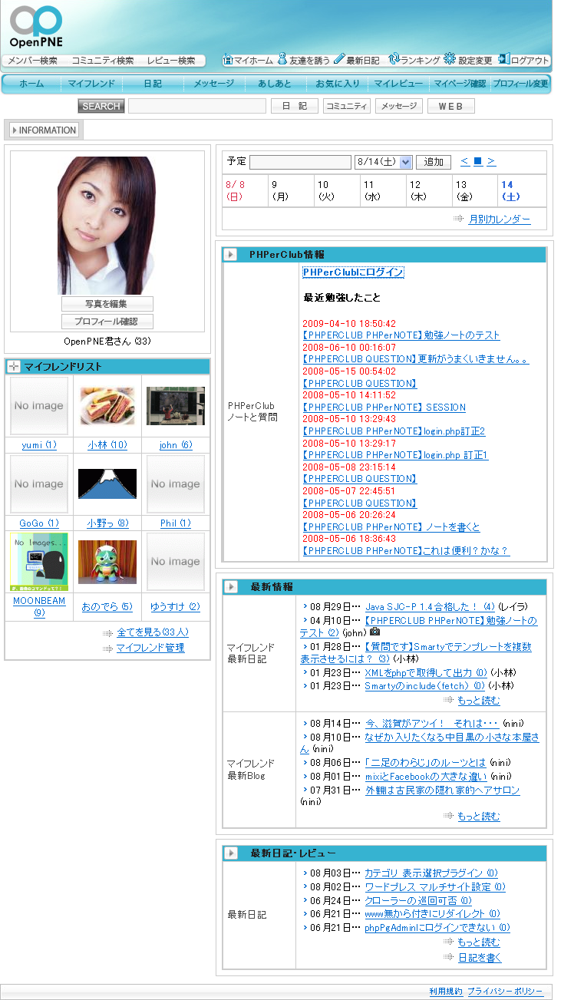 OpenPNE
メンバー検索 コミュニティ検索 レビュー検索 マイホーム 友達を誘う 最新日記 ランキング 設定変更 ログアウト
ホーム マイフレンド 日記 メッセージ あしあと お気に入り マイレビュー マイページ確認 プロフィール変更
SEARCH 日 記 コミュニティ メッセージ WEB
INFORMATION
写真を編集
プロフィール確認
OpenPNE君さん (33)
マイフレンドリスト
No Image
yumi (1) 小林 (10) john (6)
No Image No Image
GoGo (1) 小野っ (8) Phil (1)
No Images...
No Image
MOONBEAM (9) おのでら (5) ゆうすけ (2)
全てを見る(33人)
マイフレンド管理
予定 8/14(土) 追加 < ■ >
8/8 9 10 11 12 13 14
(日) (月) (火) (水) (木) (金) (土)
月別カレンダー
PHPerClub情報
PHPerClub
ノートと質問
PHPerClubにログイン
最近勉強したこと
2009-04-10 18:50:42
【PHPERCLUB PHPerNOTE】勉強ノートのテスト
2008-06-10 00:16:07
【PHPERCLUB QUESTION】更新がうまくいきません。。
2008-05-15 00:54:02
【PHPERCLUB QUESTION】
2008-05-10 14:11:52
【PHPERCLUB PHPerNOTE】 SESSION
2008-05-10 13:29:43
【PHPERCLUB PHPerNOTE】login.php訂正2
2008-05-10 13:29:17
【PHPERCLUB PHPerNOTE】login.php 訂正1
2008-05-08 23:15:14
【PHPERCLUB QUESTION】
2008-05-07 22:45:51
【PHPERCLUB QUESTION】
2008-05-06 20:26:24
【PHPERCLUB PHPerNOTE】 ノートを書くと
2008-05-06 18:36:43
【PHPERCLUB PHPerNOTE】これは便利？かな？
最新情報
マイフレンド
最新日記
08月29日… Java SJC-P 1.4合格した！ (4) (レイラ)
04月10日… 【PHPERCLUB PHPerNOTE】勉強ノートの
テスト (2) (john)
01月28日… 【質問です】Smartyでテンプレートを複数
表示させるには？ (3) (小林)
01月23日… XMLをphpで取得して出力 (0) (小林)
01月23日… Smartyのinclude(fetch) (0) (小林)
もっと読む
マイフレンド
最新Blog
08月14日… 今、滋賀がアツイ！　それは・・・ (nini)
08月10日… なぜか入りたくなる中目黒の小さな本屋さ
ん (nini)
08月06日… 「二足のわらじ」のルーツとは (nini)
08月01日… mixiとFacebookの大きな違い (nini)
07月31日… 外観は古民家の隠れ家的ヘアサロン
(nini)
もっと読む
最新日記・レビュー
最新日記
08月03日… カテゴリ 表示選択プラグイン (0)
08月02日… ワードプレス マルチサイト設定 (0)
06月24日… クローラーの巡回可否 (0)
06月21日… www無から付きにリダイレクト (0)
06月21日… phpPgAdminにログインできない (0)
もっと読む
日記を書く
利用規約 プライバシーポリシー